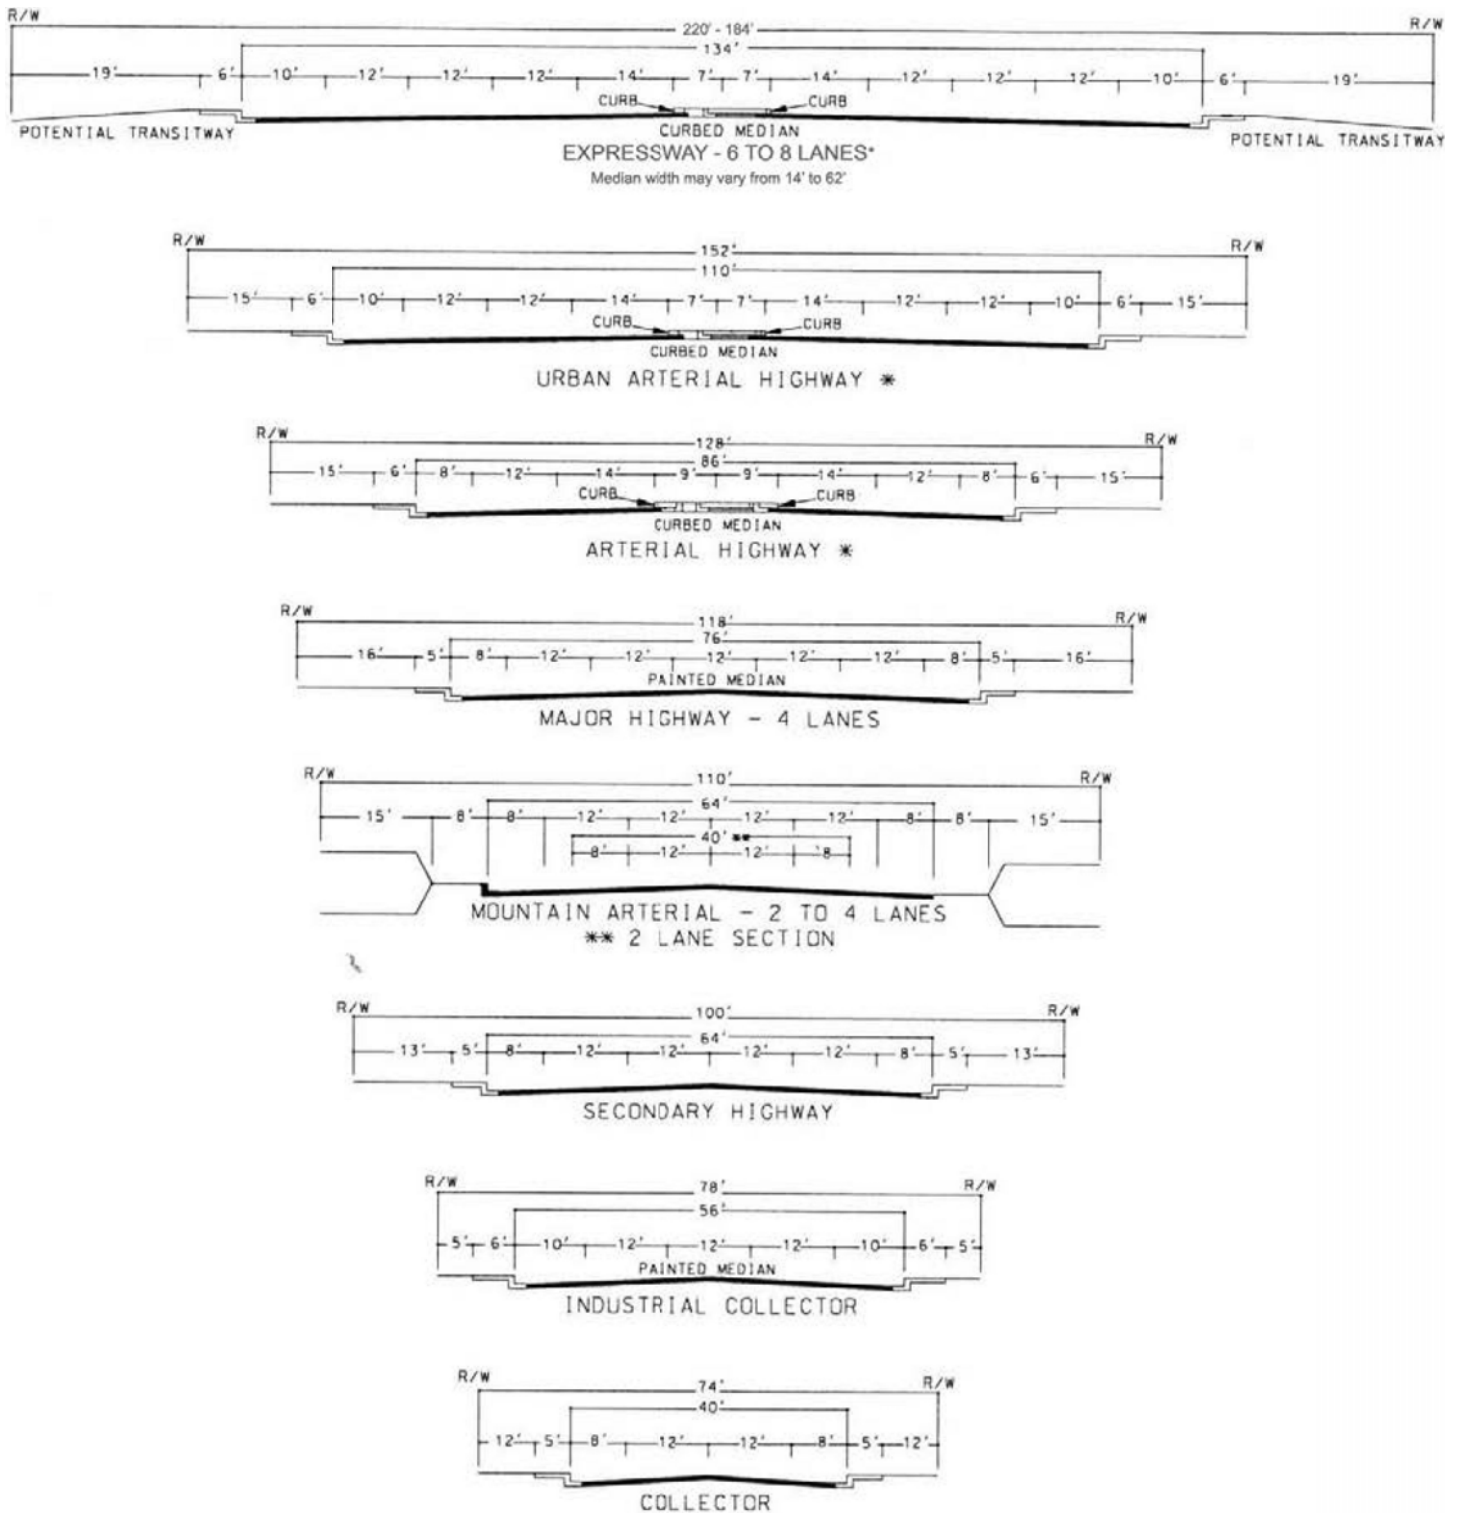 R/W R/W
220' - 184'
134'
19' 6' 10' 12' 12' 12' 14' 7' 7' 14' 12' 12' 12' 10' 6' 19'
CURB CURB
POTENTIAL TRANSITWAY CURBED MEDIAN POTENTIAL TRANSITWAY
EXPRESSWAY - 6 TO 8 LANES*
Median width may vary from 14' to 62'
R/W R/W
152'
110'
15' 6' 10' 12' 12' 14' 7' 7' 14' 12' 12' 10' 6' 15'
CURB CURB
CURBED MEDIAN
URBAN ARTERIAL HIGHWAY *
R/W R/W
128'
86'
15' 6' 8' 12' 14' 9' 9' 14' 12' 8' 6' 15'
CURB CURB
CURBED MEDIAN
ARTERIAL HIGHWAY *
R/W R/W
118'
76'
16' 5' 8' 12' 12' 12' 12' 12' 8' 5' 16'
PAINTED MEDIAN
MAJOR HIGHWAY - 4 LANES
R/W R/W
110'
64'
15' 8' 8' 12' 12' 12' 12' 8' 8' 15'
40' **
8' 12' 12' '8
MOUNTAIN ARTERIAL - 2 TO 4 LANES
** 2 LANE SECTION
R/W R/W
100'
64'
13' 5' 8' 12' 12' 12' 12' 8' 5' 13'
SECONDARY HIGHWAY
R/W R/W
78'
56'
5' 6' 10' 12' 12' 12' 10' 6' 5'
PAINTED MEDIAN
INDUSTRIAL COLLECTOR
R/W R/W
74'
40'
12' 5' 8' 12' 12' 8' 5' 12'
COLLECTOR